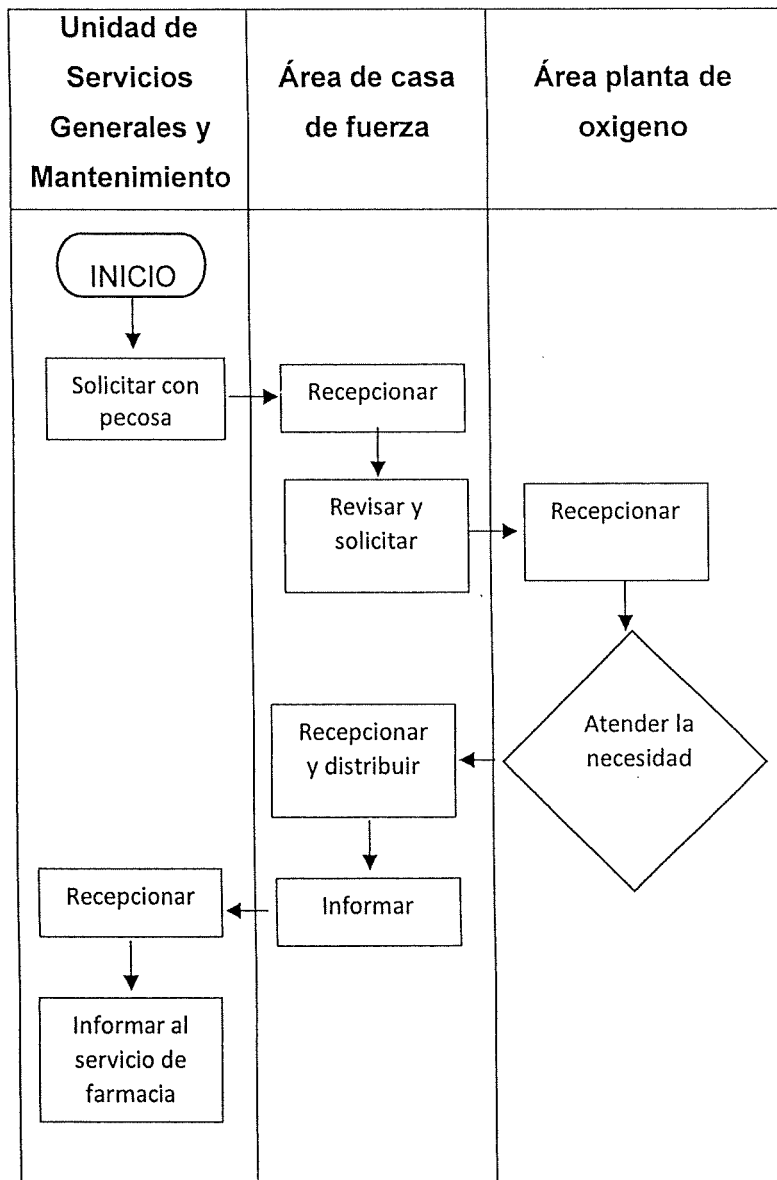 Unidad de
Servicios
Generales y
Mantenimiento
Área de casa
de fuerza
Área planta de
oxigeno
INICIO
Solicitar con
pecosa
Recepcionar
Revisar y
solicitar
Recepcionar
Atender la
necesidad
Recepcionar
y distribuir
Informar
Recepcionar
Informar al
servicio de
farmacia